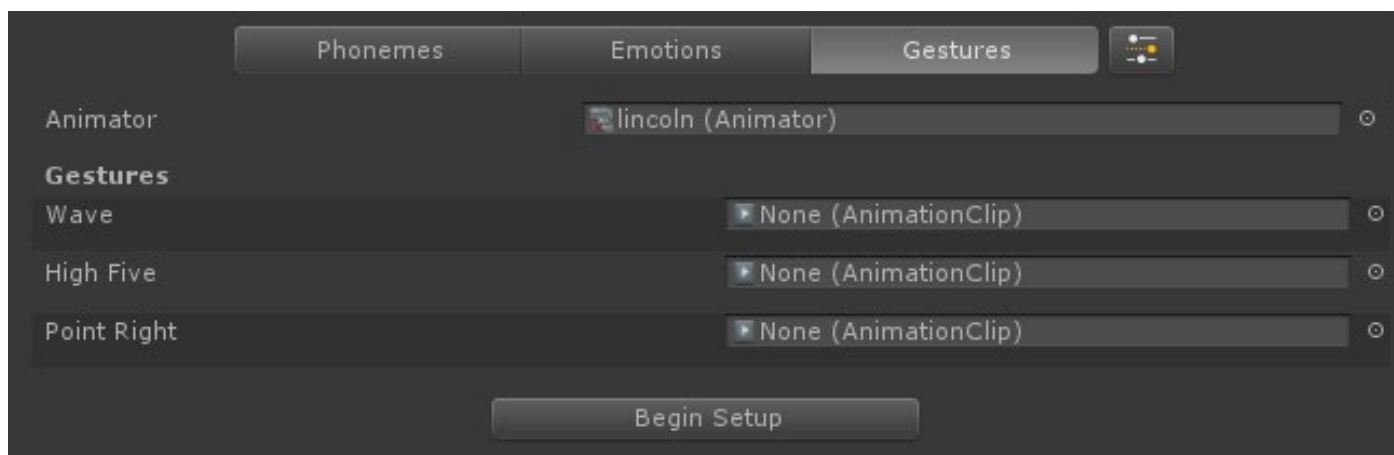 Phonemes Emotions Gestures
Animator lincoln (Animator)
Gestures
Wave None (AnimationClip)
High Five None (AnimationClip)
Point Right None (AnimationClip)
Begin Setup